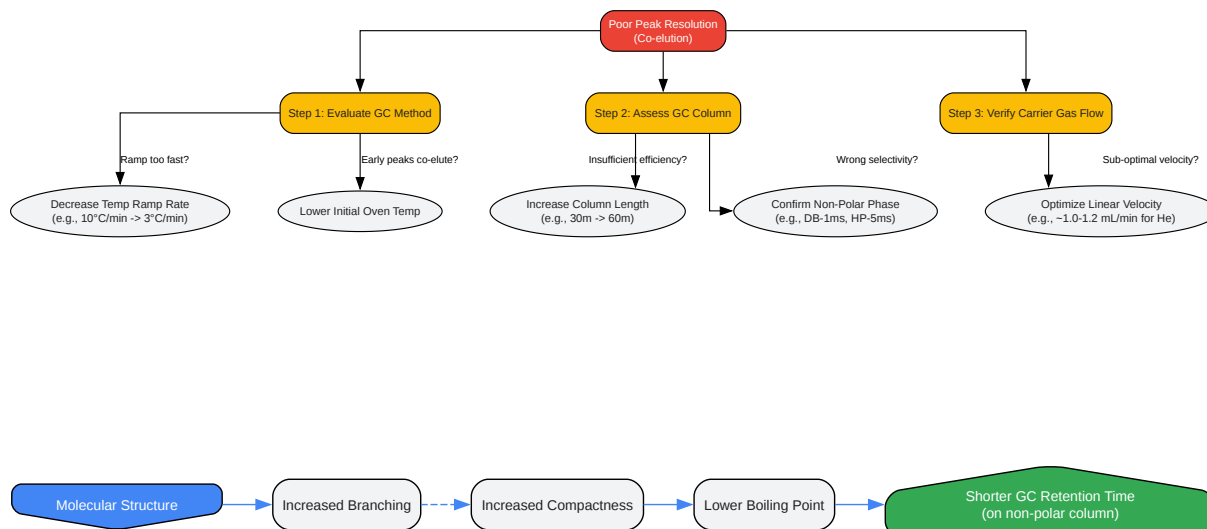 Poor Peak Resolution
(Co-elution)
Step 1: Evaluate GC Method
Step 2: Assess GC Column
Step 3: Verify Carrier Gas Flow
Ramp too fast?
Early peaks co-elute?
Insufficient efficiency?
Wrong selectivity?
Sub-optimal velocity?
Decrease Temp Ramp Rate
(e.g., 10°C/min -> 3°C/min)
Lower Initial Oven Temp
Increase Column Length
(e.g., 30m -> 60m)
Confirm Non-Polar Phase
(e.g., DB-1ms, HP-5ms)
Optimize Linear Velocity
(e.g., ~1.0-1.2 mL/min for He)
Molecular Structure
Increased Branching
Increased Compactness
Lower Boiling Point
Shorter GC Retention Time
(on non-polar column)